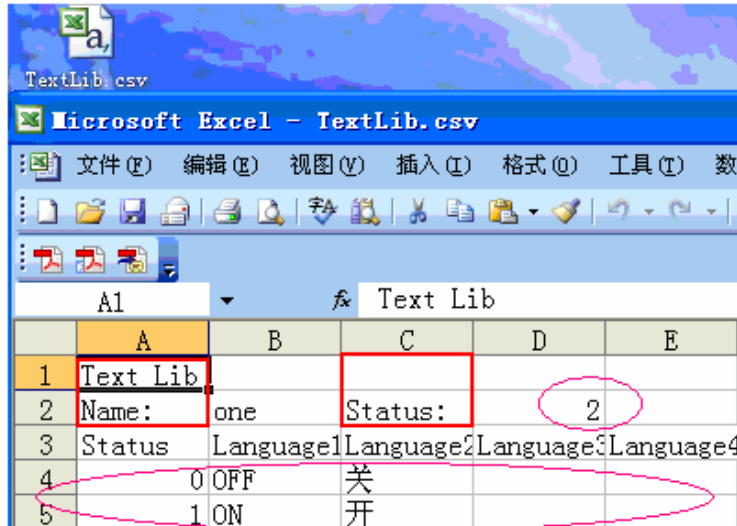 a,
TextLib.csv
Microsoft Excel - TextLib.csv
文件(F) 编辑(E) 视图(V) 插入(I) 格式(O) 工具(T) 数
A1 fx Text Lib
A B C D E
1 Text Lib
2 Name: one Status: 2
3 Status Language1 Language2 Language3 Language4
4 0 OFF 关
5 1 ON 开